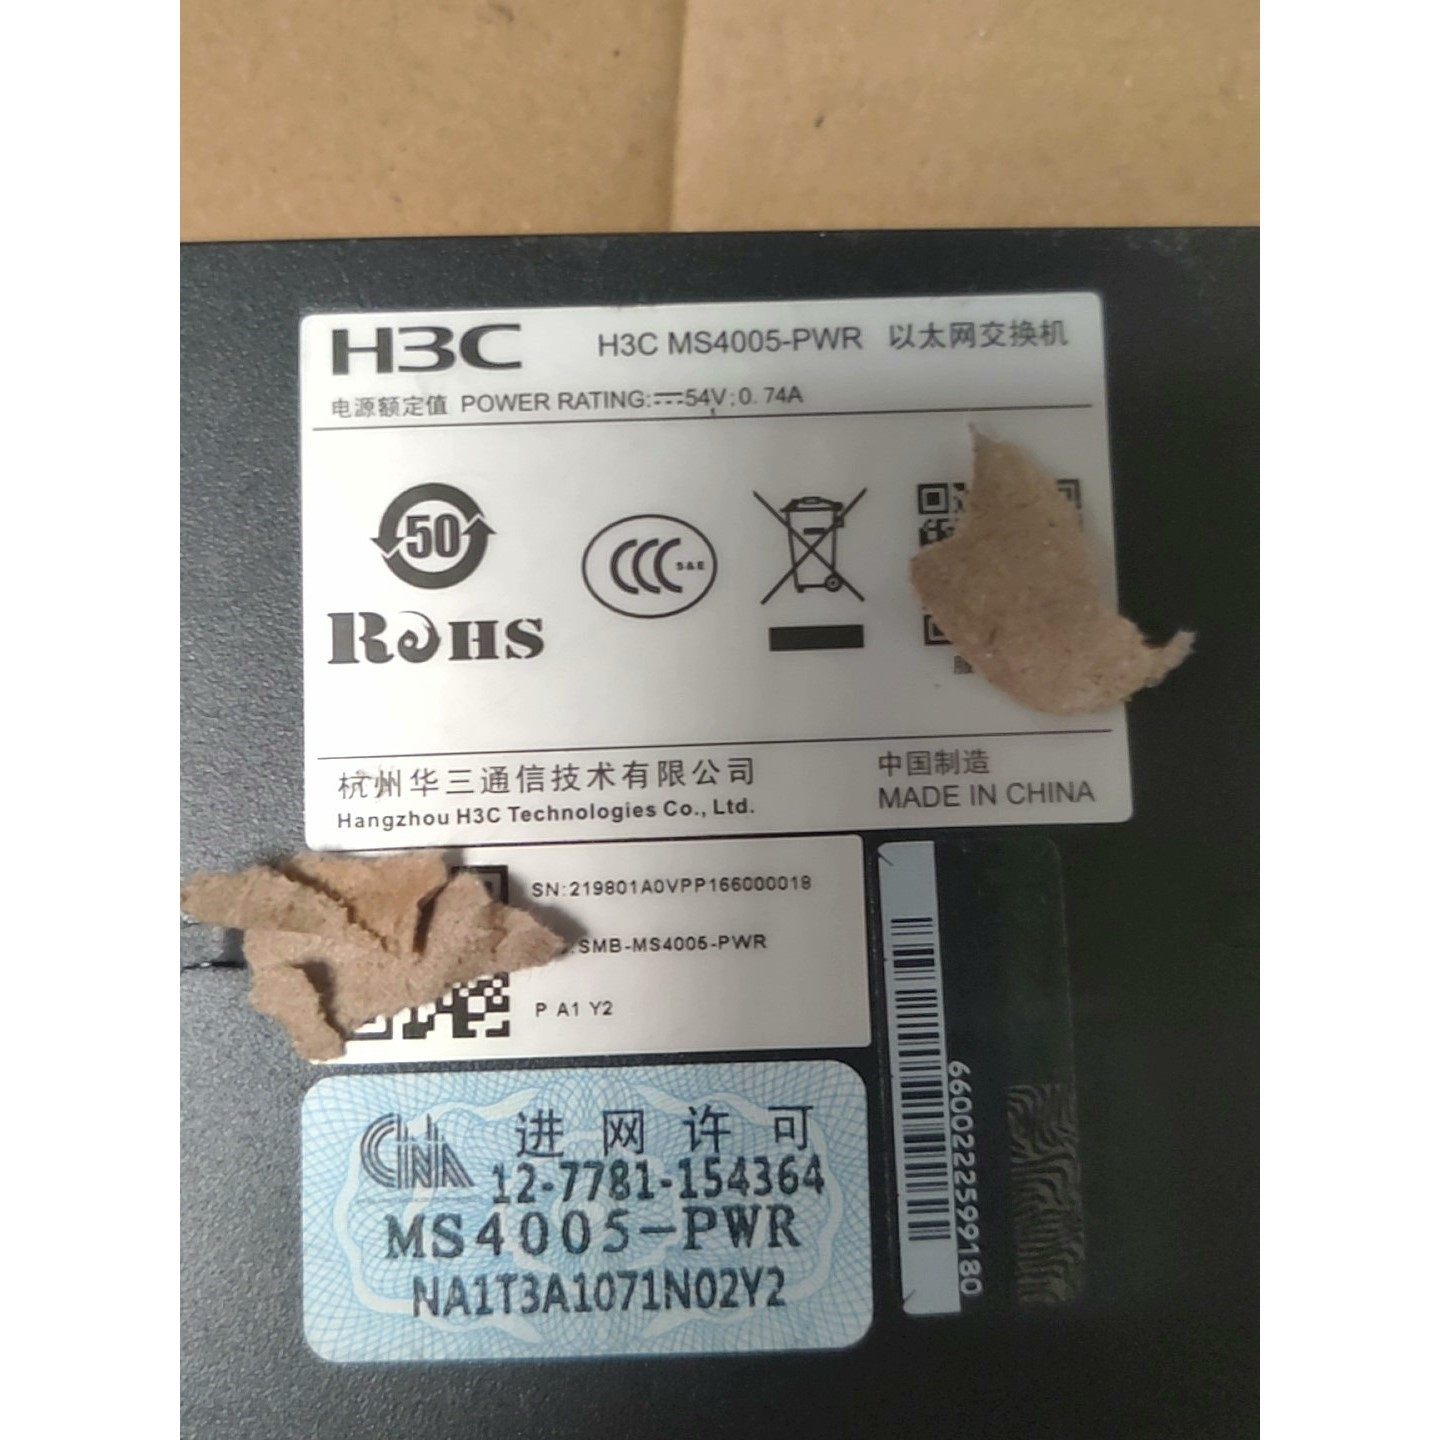 H3C
H3C MS4005-PWR 以太网交换机
电源额定值 POWER RATING:⎓54V;0.74A
50
CCC S&E
RoHS
服
杭州华三通信技术有限公司
Hangzhou H3C Technologies Co., Ltd.
中国制造
MADE IN CHINA
SN:219801A0VPP166000018
:SMB-MS4005-PWR
P A1 Y2
CNA 进网许可
12-7781-154364
MS4005-PWR
NA1T3A1071N02Y2
6600222599180